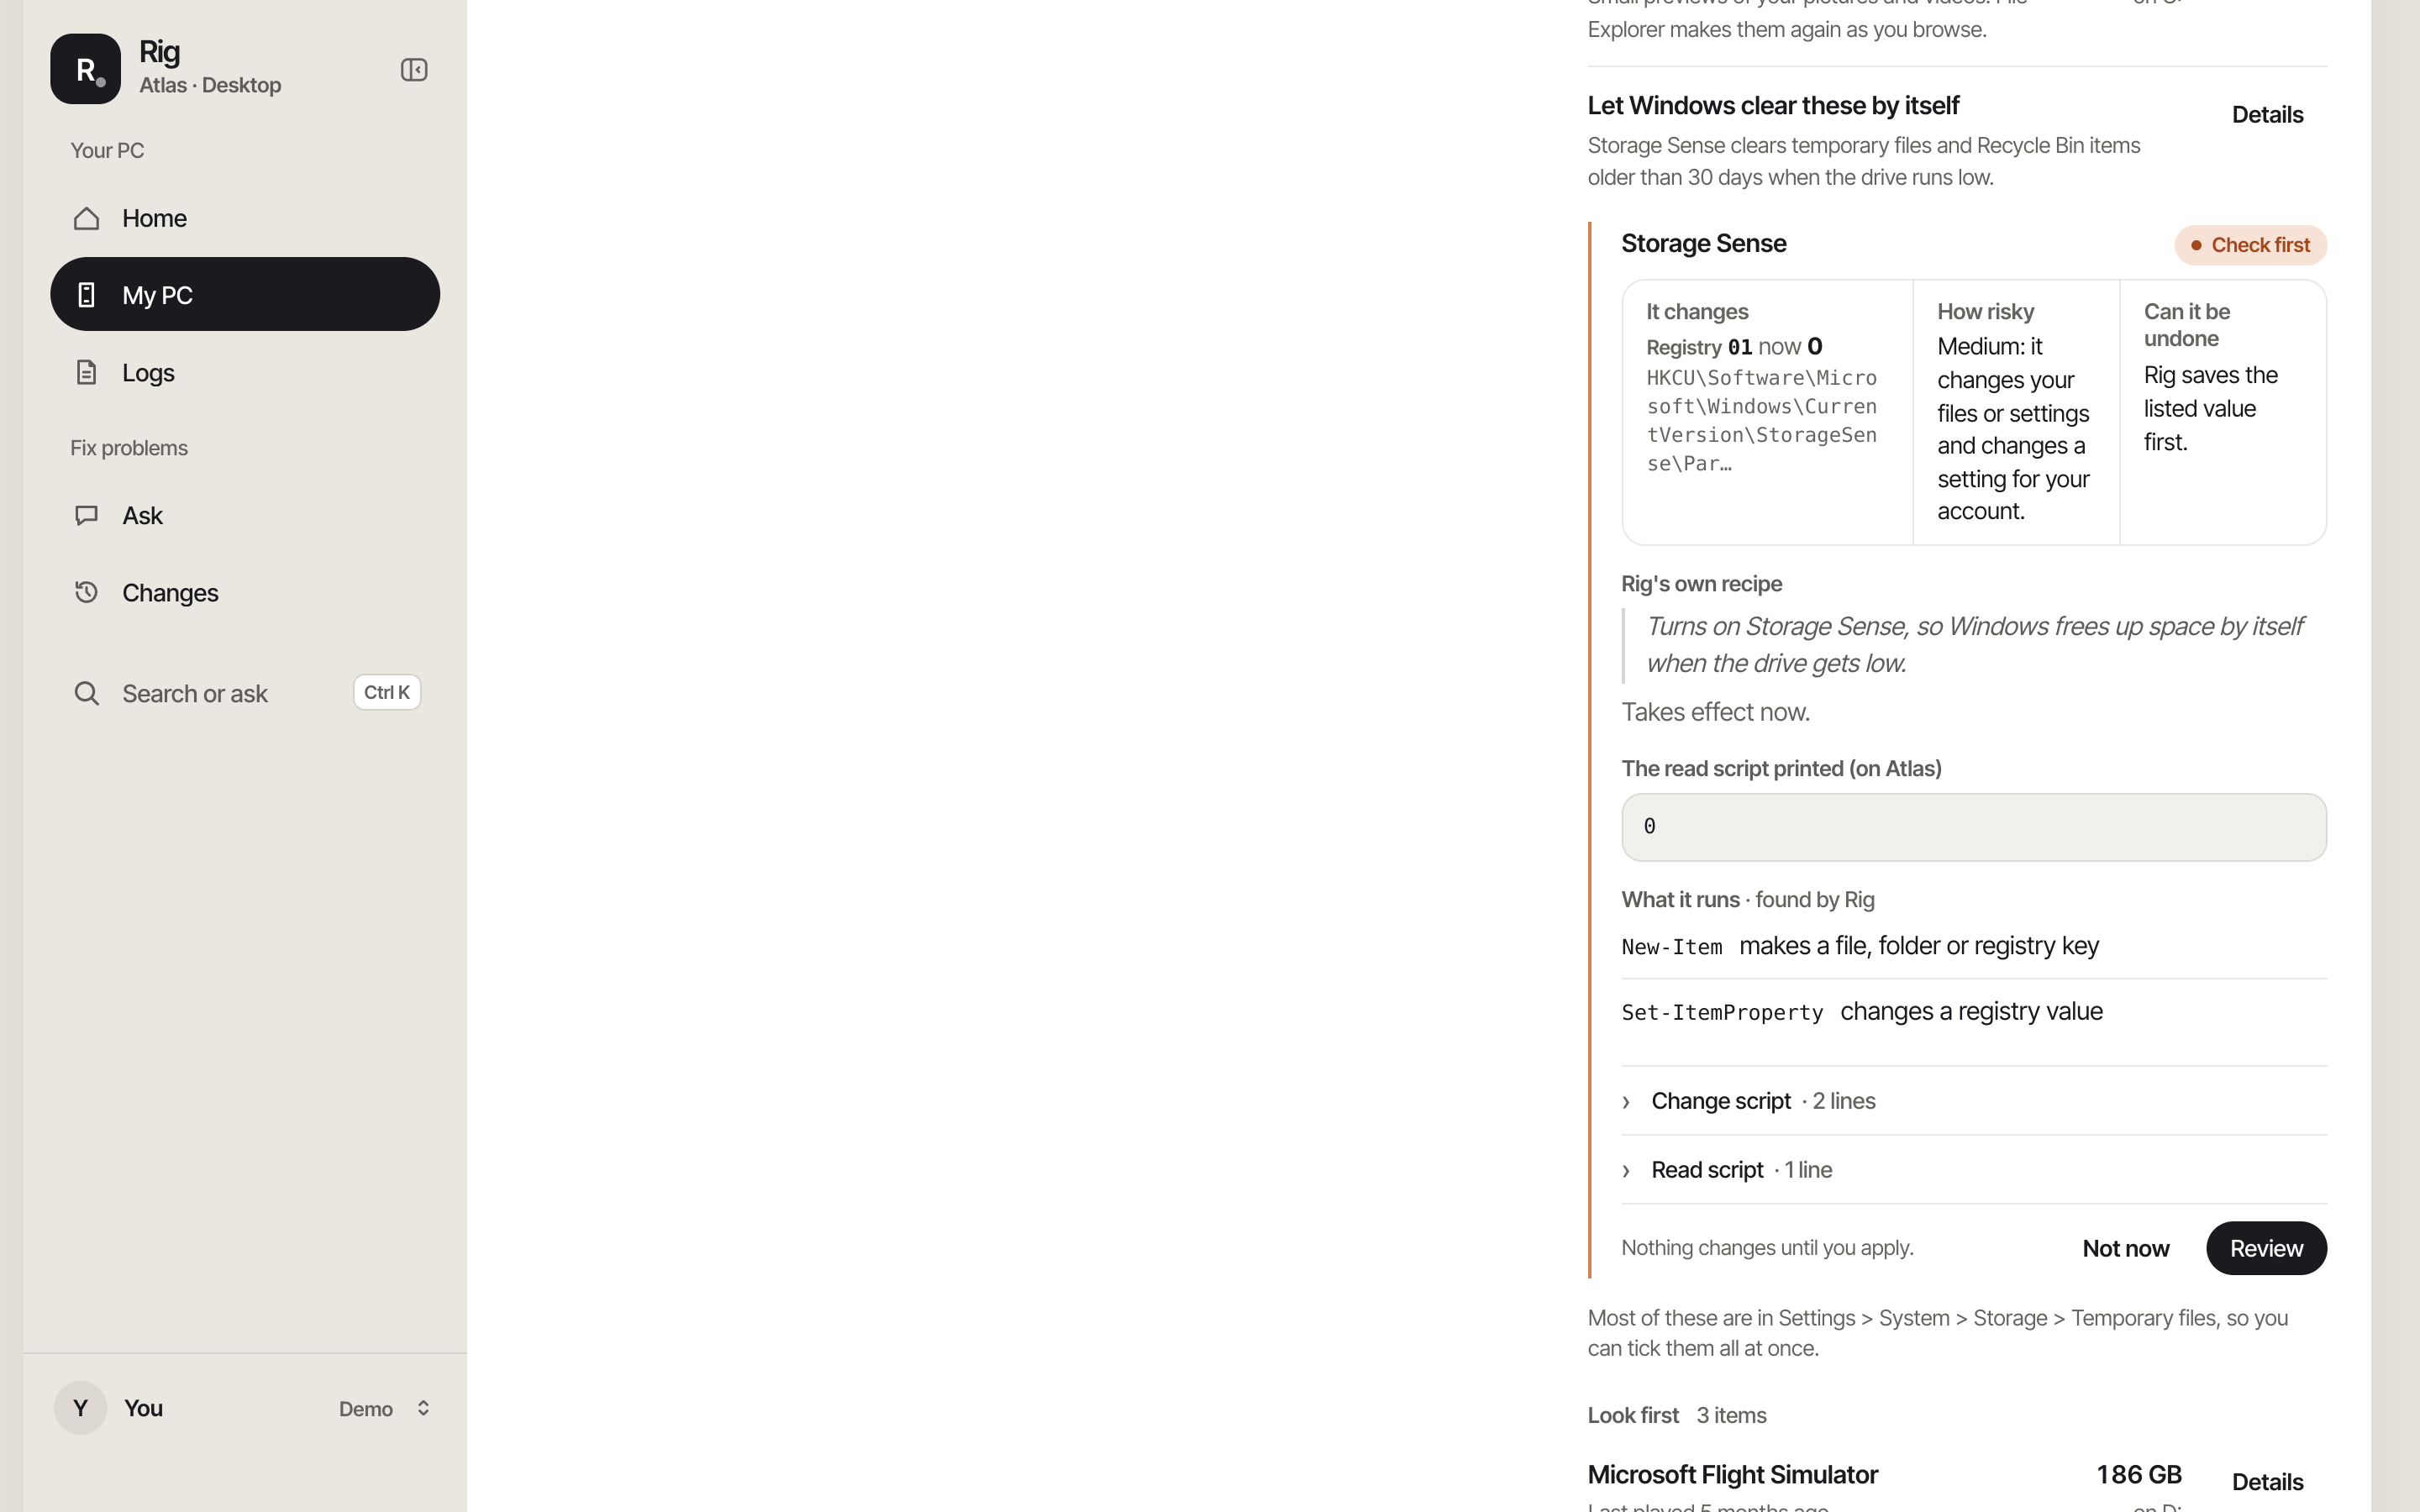 R.
Rig
Atlas · Desktop
Your PC
Home
My PC
Logs
Fix problems
Ask
Changes
Search or ask
Ctrl K
Y
You
Demo
Explorer makes them again as you browse.
Let Windows clear these by itself
Details
Storage Sense clears temporary files and Recycle Bin items
older than 30 days when the drive runs low.
Storage Sense
Check first
It changes
Registry 01 now 0
HKCU\Software\Micro
soft\Windows\Curren
tVersion\StorageSen
se\Par…
How risky
Medium: it
changes your
files or settings
and changes a
setting for your
account.
Can it be
undone
Rig saves the
listed value
first.
Rig's own recipe
Turns on Storage Sense, so Windows frees up space by itself
when the drive gets low.
Takes effect now.
The read script printed (on Atlas)
0
What it runs · found by Rig
New-Item makes a file, folder or registry key
Set-ItemProperty changes a registry value
› Change script · 2 lines
› Read script · 1 line
Nothing changes until you apply.
Not now
Review
Most of these are in Settings > System > Storage > Temporary files, so you
can tick them all at once.
Look first 3 items
Microsoft Flight Simulator
186 GB
Details
Last played 5 months ago
on D: